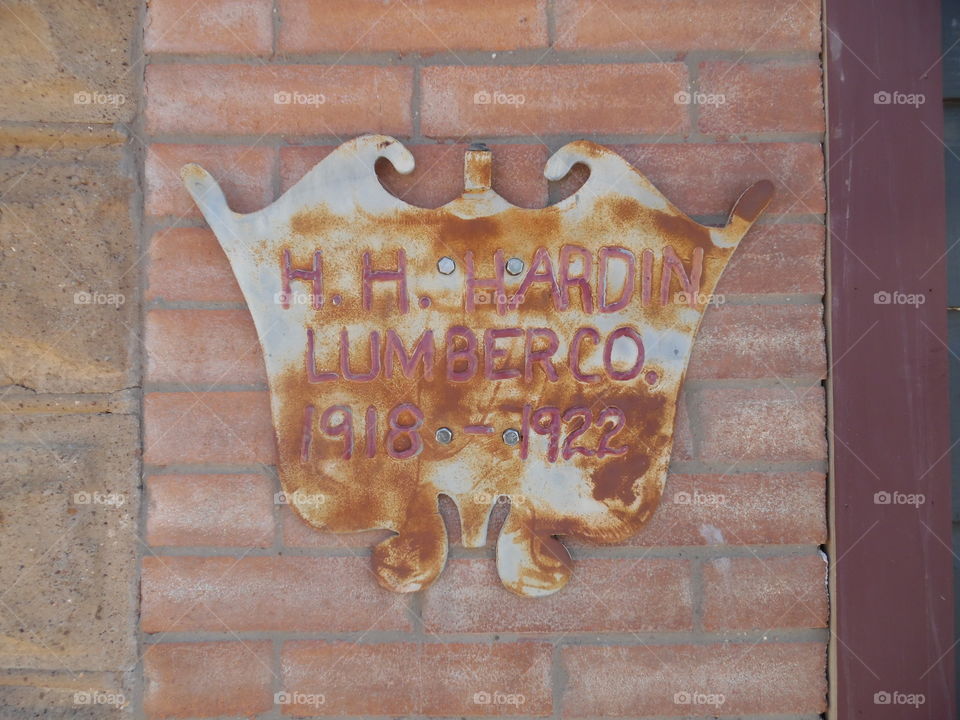 H. H. HARDIN
LUMBER CO.
1918 - 1922